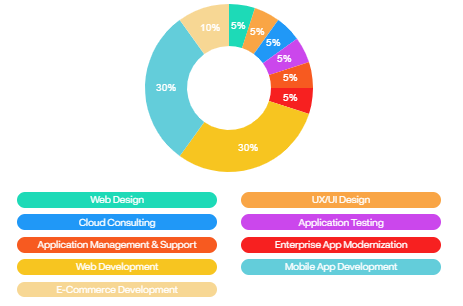 10%
5%
5%
5%
5%
5%
5%
30%
30%
Web Design
UX/UI Design
Cloud Consulting
Application Testing
Application Management & Support
Enterprise App Modernization
Web Development
Mobile App Development
E-Commerce Development